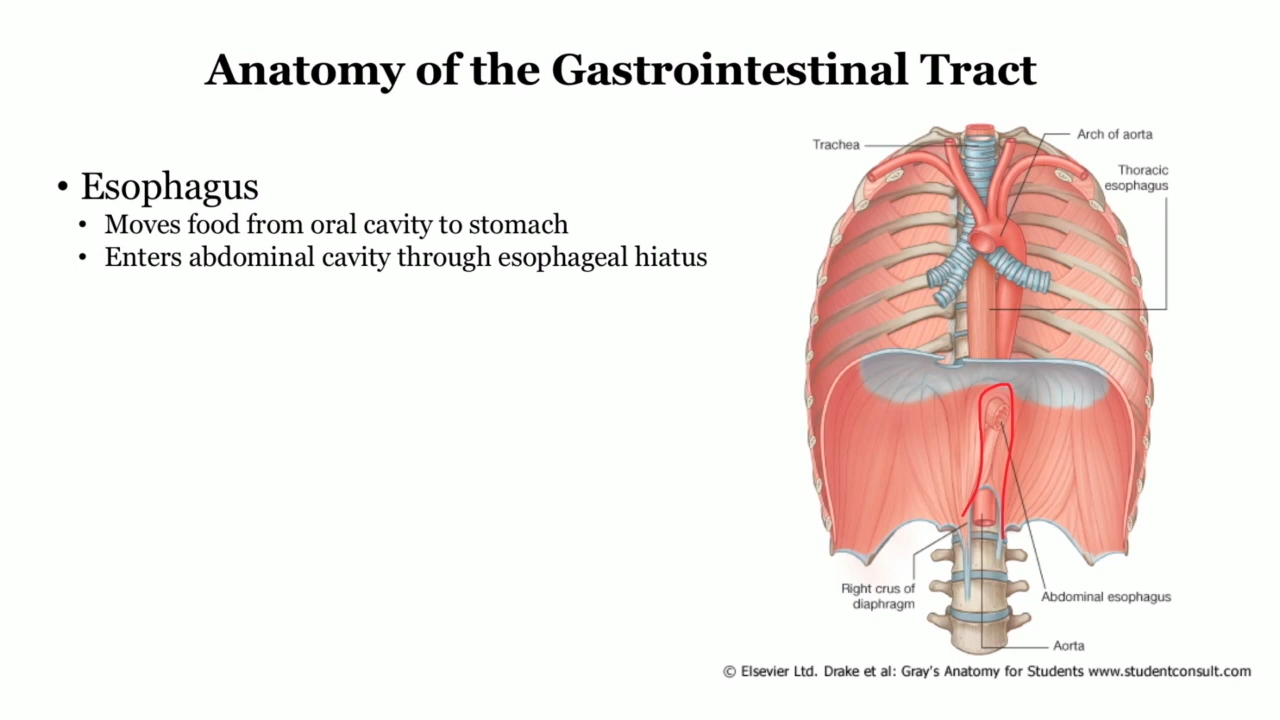 Anatomy of the Gastrointestinal Tract
• Esophagus
• Moves food from oral cavity to stomach
• Enters abdominal cavity through esophageal hiatus
Trachea
Arch of aorta
Thoracic
esophagus
Right crus of
diaphragm
Abdominal esophagus
Aorta
© Elsevier Ltd. Drake et al: Gray's Anatomy for Students www.studentconsult.com